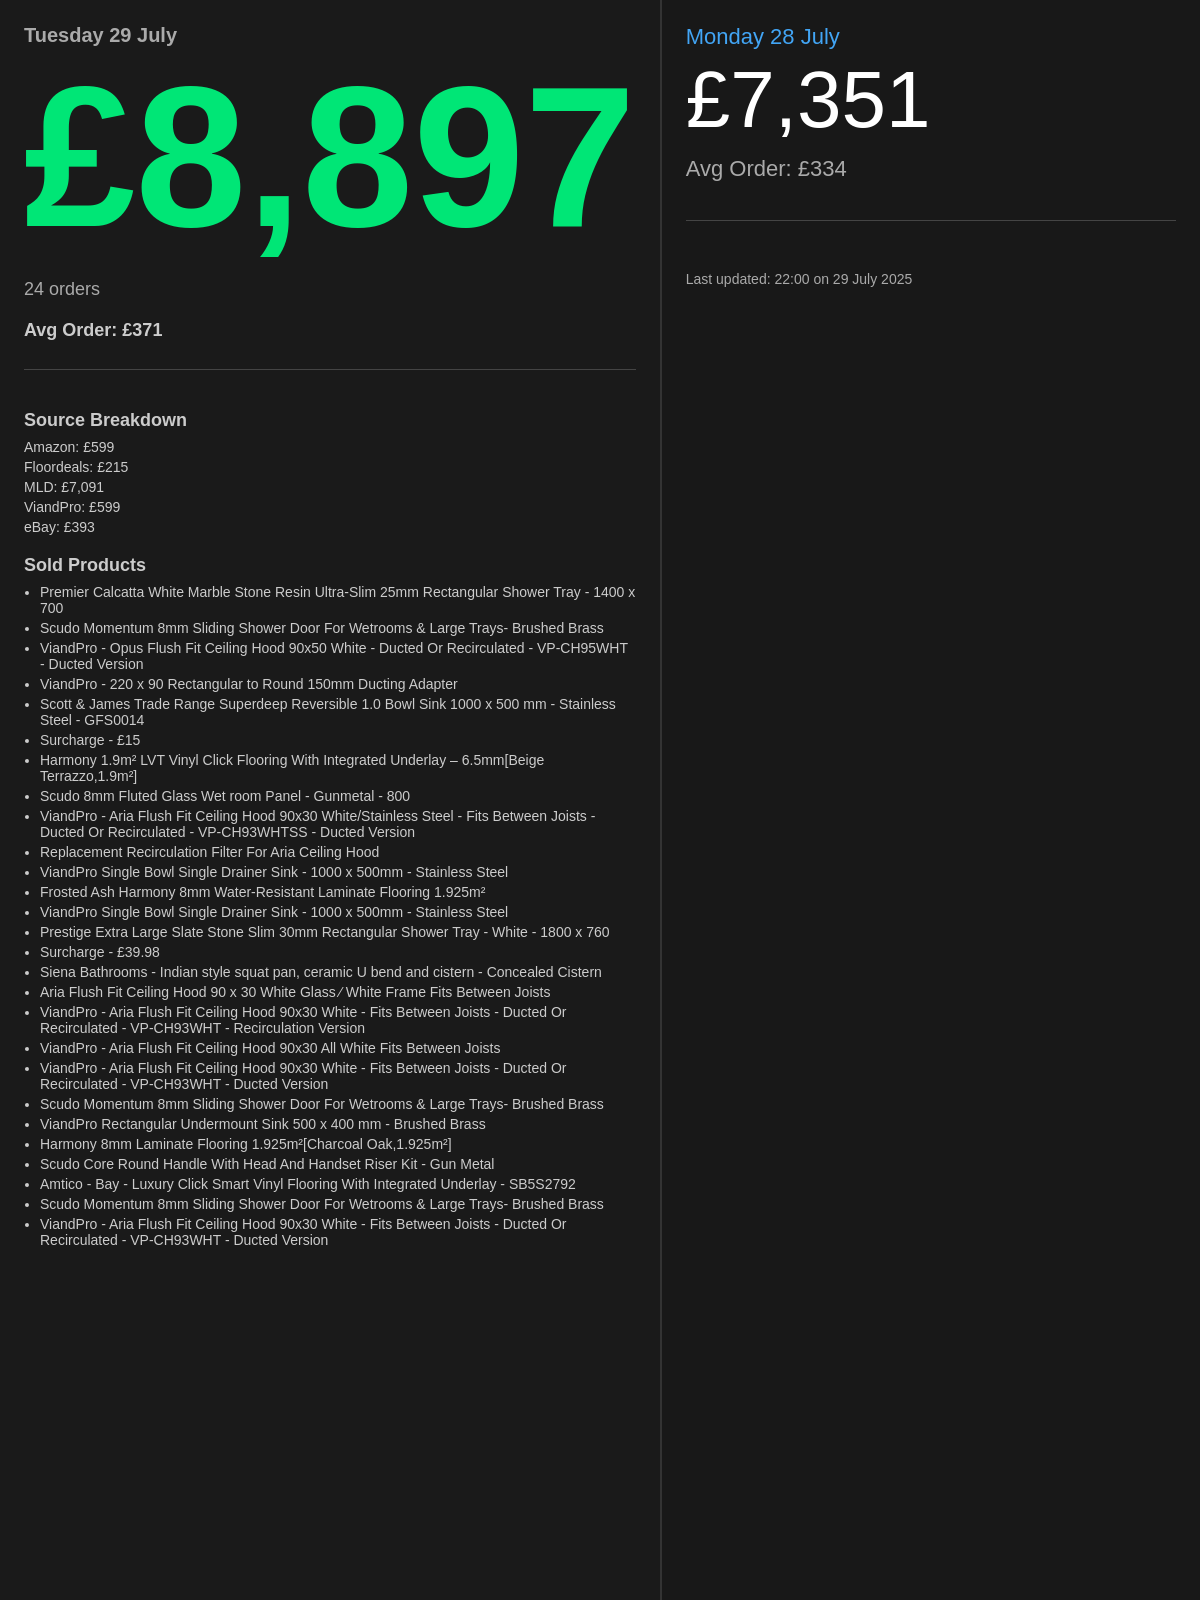 Tuesday 29 July
£8,897
24 orders
Avg Order: £371
Source Breakdown
Amazon: £599
Floordeals: £215
MLD: £7,091
ViandPro: £599
eBay: £393
Sold Products
• Premier Calcatta White Marble Stone Resin Ultra-Slim 25mm Rectangular Shower Tray - 1400 x
700
• Scudo Momentum 8mm Sliding Shower Door For Wetrooms & Large Trays- Brushed Brass
• ViandPro - Opus Flush Fit Ceiling Hood 90x50 White - Ducted Or Recirculated - VP-CH95WHT
- Ducted Version
• ViandPro - 220 x 90 Rectangular to Round 150mm Ducting Adapter
• Scott & James Trade Range Superdeep Reversible 1.0 Bowl Sink 1000 x 500 mm - Stainless
Steel - GFS0014
• Surcharge - £15
• Harmony 1.9m² LVT Vinyl Click Flooring With Integrated Underlay – 6.5mm[Beige
Terrazzo,1.9m²]
• Scudo 8mm Fluted Glass Wet room Panel - Gunmetal - 800
• ViandPro - Aria Flush Fit Ceiling Hood 90x30 White/Stainless Steel - Fits Between Joists -
Ducted Or Recirculated - VP-CH93WHTSS - Ducted Version
• Replacement Recirculation Filter For Aria Ceiling Hood
• ViandPro Single Bowl Single Drainer Sink - 1000 x 500mm - Stainless Steel
• Frosted Ash Harmony 8mm Water-Resistant Laminate Flooring 1.925m²
• ViandPro Single Bowl Single Drainer Sink - 1000 x 500mm - Stainless Steel
• Prestige Extra Large Slate Stone Slim 30mm Rectangular Shower Tray - White - 1800 x 760
• Surcharge - £39.98
• Siena Bathrooms - Indian style squat pan, ceramic U bend and cistern - Concealed Cistern
• Aria Flush Fit Ceiling Hood 90 x 30 White Glass ⁄ White Frame Fits Between Joists
• ViandPro - Aria Flush Fit Ceiling Hood 90x30 White - Fits Between Joists - Ducted Or
Recirculated - VP-CH93WHT - Recirculation Version
• ViandPro - Aria Flush Fit Ceiling Hood 90x30 All White Fits Between Joists
• ViandPro - Aria Flush Fit Ceiling Hood 90x30 White - Fits Between Joists - Ducted Or
Recirculated - VP-CH93WHT - Ducted Version
• Scudo Momentum 8mm Sliding Shower Door For Wetrooms & Large Trays- Brushed Brass
• ViandPro Rectangular Undermount Sink 500 x 400 mm - Brushed Brass
• Harmony 8mm Laminate Flooring 1.925m²[Charcoal Oak,1.925m²]
• Scudo Core Round Handle With Head And Handset Riser Kit - Gun Metal
• Amtico - Bay - Luxury Click Smart Vinyl Flooring With Integrated Underlay - SB5S2792
• Scudo Momentum 8mm Sliding Shower Door For Wetrooms & Large Trays- Brushed Brass
• ViandPro - Aria Flush Fit Ceiling Hood 90x30 White - Fits Between Joists - Ducted Or
Recirculated - VP-CH93WHT - Ducted Version
Monday 28 July
£7,351
Avg Order: £334
Last updated: 22:00 on 29 July 2025